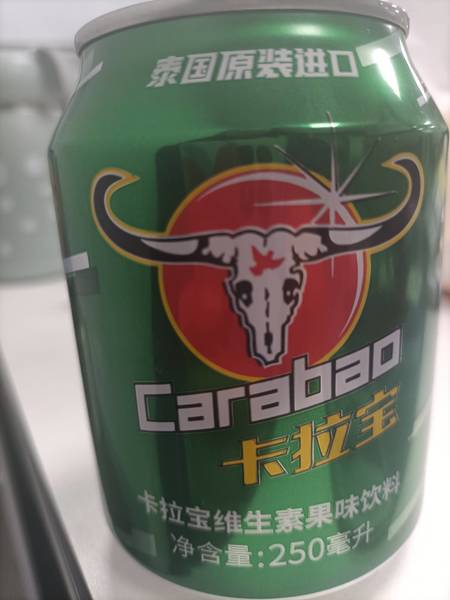 泰国原装进口
Carabao
卡拉宝
卡拉宝维生素果味饮料
净含量:250毫升